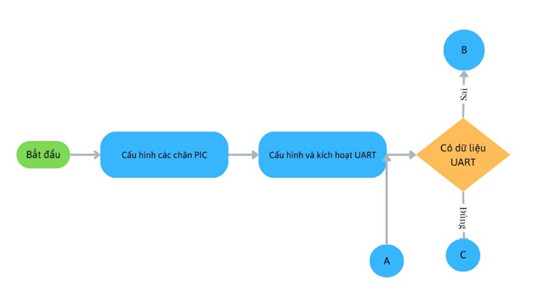 B
Sai
Bắt đầu
Cấu hình các chân PIC
Cấu hình và kích hoạt UART
Có dữ liệu
UART
Đúng
A
C